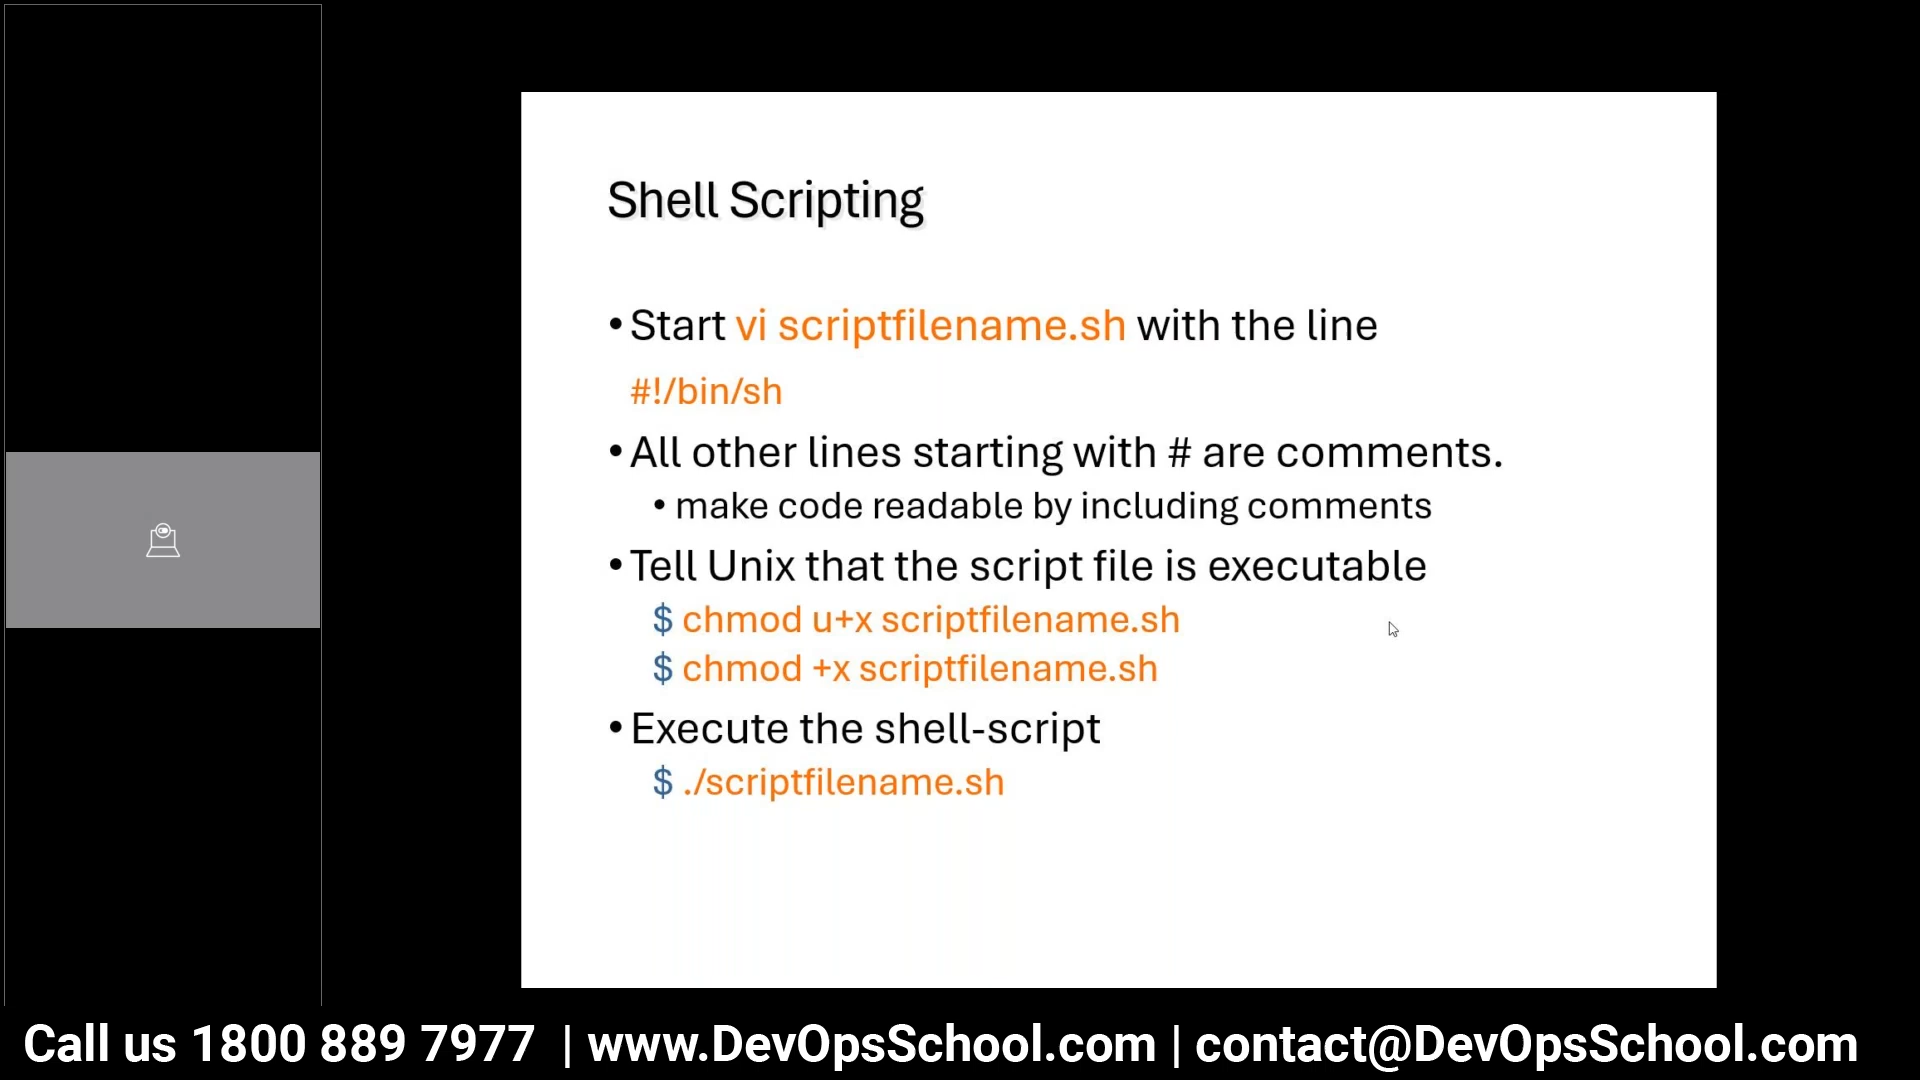 Shell Scripting
• Start vi scriptfilename.sh with the line
#!/bin/sh
• All other lines starting with # are comments.
• make code readable by including comments
• Tell Unix that the script file is executable
$ chmod u+x scriptfilename.sh
$ chmod +x scriptfilename.sh
• Execute the shell-script
$ ./scriptfilename.sh
Call us 1800 889 7977 | www.DevOpsSchool.com | contact@DevOpsSchool.com